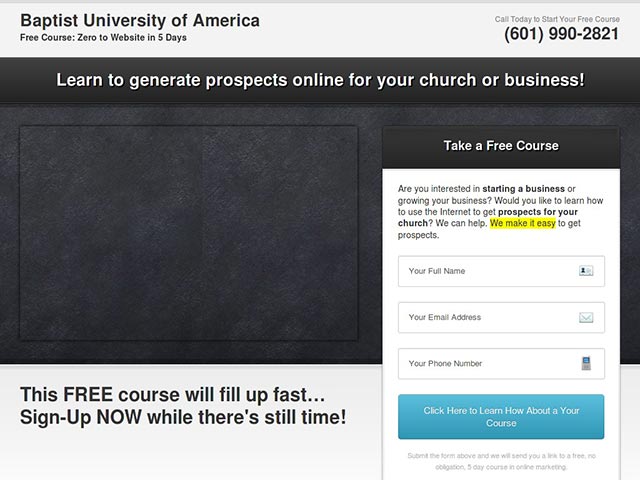 Baptist University of America
Free Course: Zero to Website in 5 Days
Call Today to Start Your Free Course
(601) 990-2821
Learn to generate prospects online for your church or business!
Take a Free Course
Are you interested in starting a business or
growing your business? Would you like to learn how
to use the Internet to get prospects for your
church? We can help. We make it easy to get
prospects.
Your Full Name
Your Email Address
Your Phone Number
Click Here to Learn How About a Your
Course
Submit the form above and we will send you a link to a free, no
obligation, 5 day course in online marketing.
This FREE course will fill up fast…
Sign-Up NOW while there's still time!